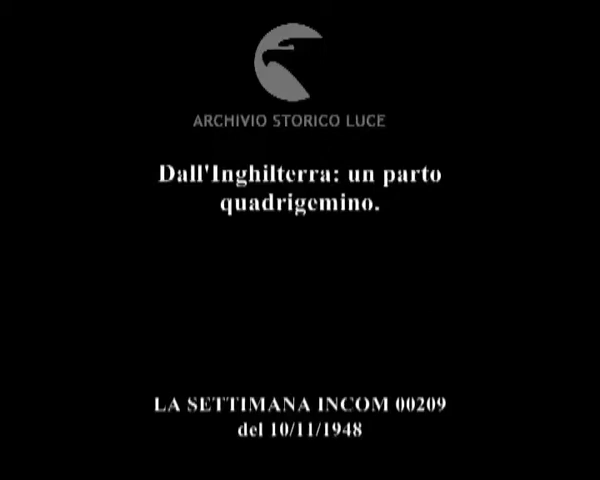 ARCHIVIO STORICO LUCE
Dall'Inghilterra: un parto
quadrigemino.
LA SETTIMANA INCOM 00209
del 10/11/1948